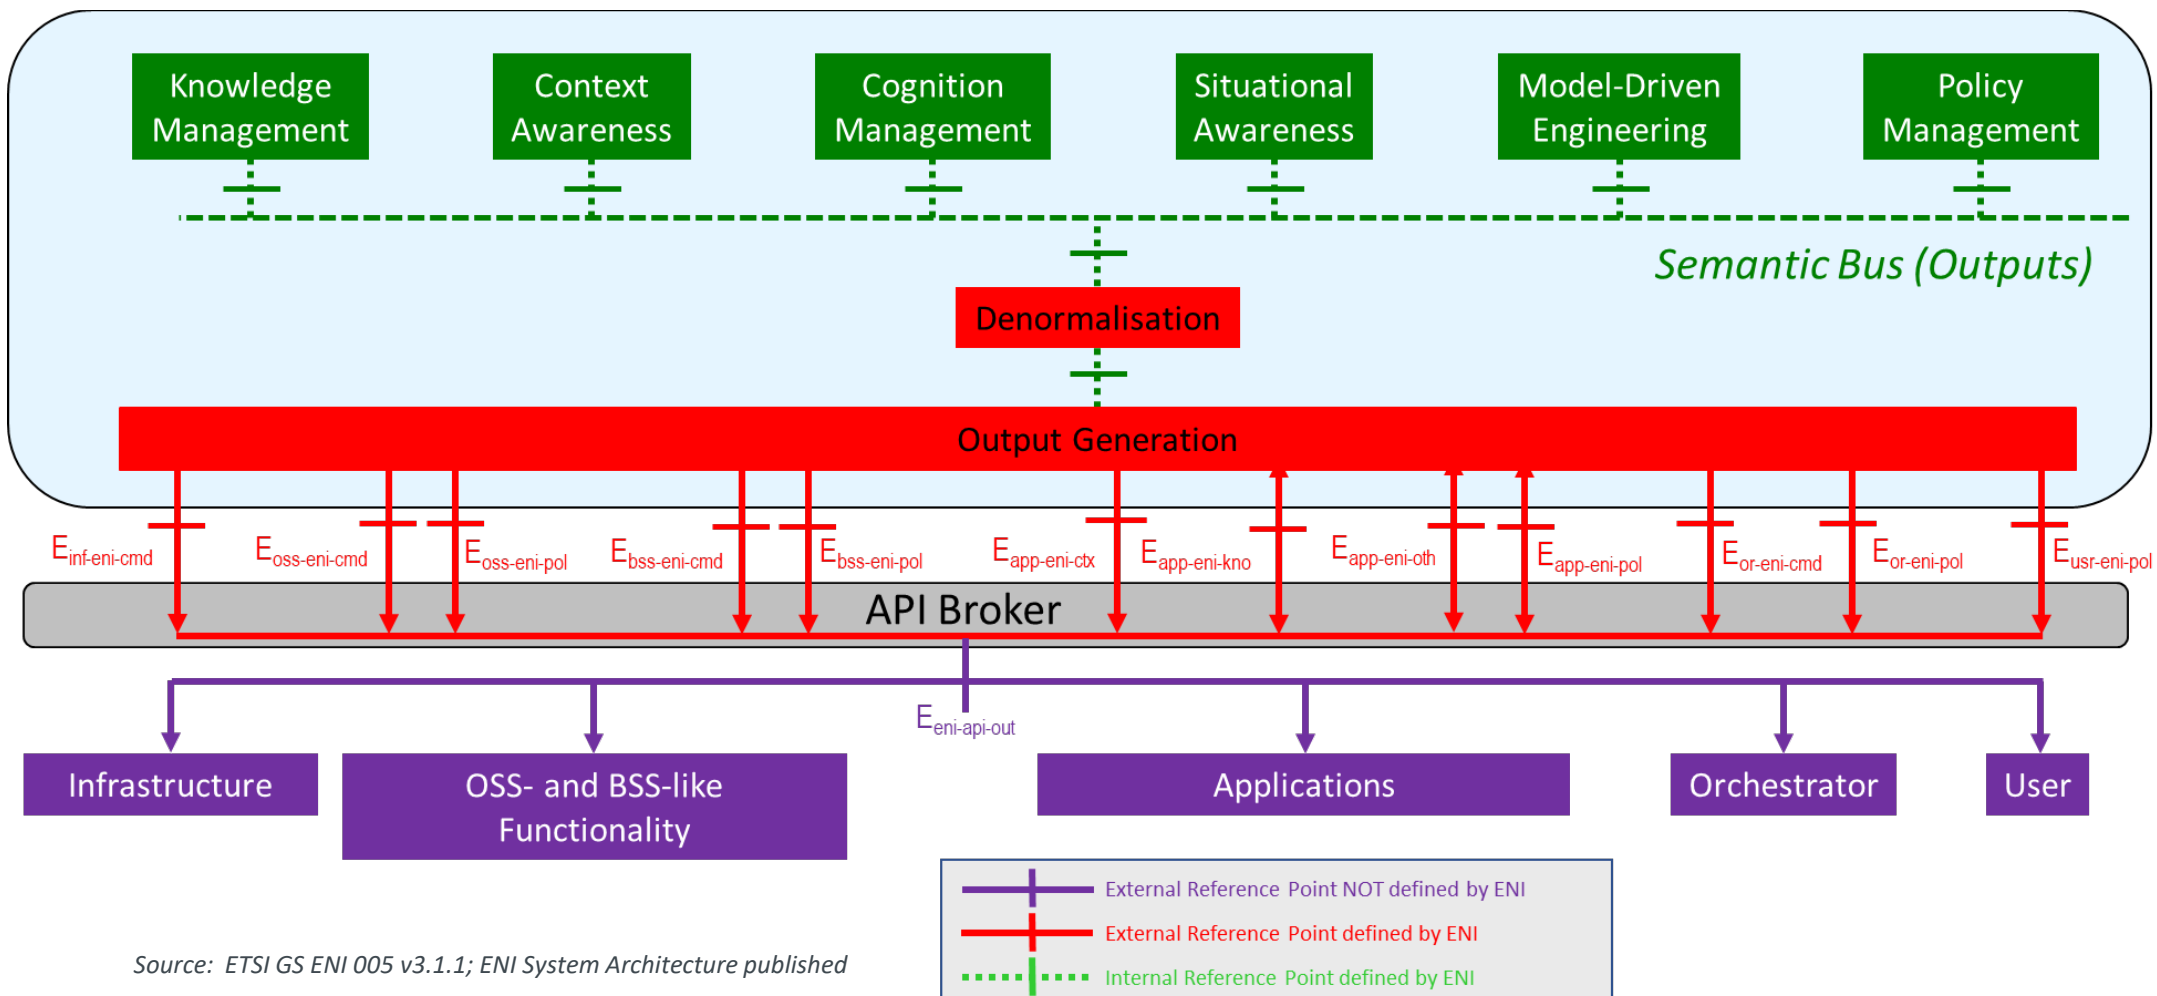 Knowledge
Management
Context
Awareness
Cognition
Management
Situational
Awareness
Model-Driven
Engineering
Policy
Management
Semantic Bus (Outputs)
Denormalisation
Output Generation
Einf-eni-cmd
Eoss-eni-cmd
Eoss-eni-pol
Ebss-eni-cmd
Ebss-eni-pol
Eapp-eni-ctx
Eapp-eni-kno
Eapp-eni-oth
Eapp-eni-pol
Eor-eni-cmd
Eor-eni-pol
Eusr-eni-pol
API Broker
Eeni-api-out
Infrastructure
OSS- and BSS-like
Functionality
Applications
Orchestrator
User
External Reference Point NOT defined by ENI
External Reference Point defined by ENI
Internal Reference Point defined by ENI
Source: ETSI GS ENI 005 v3.1.1; ENI System Architecture published